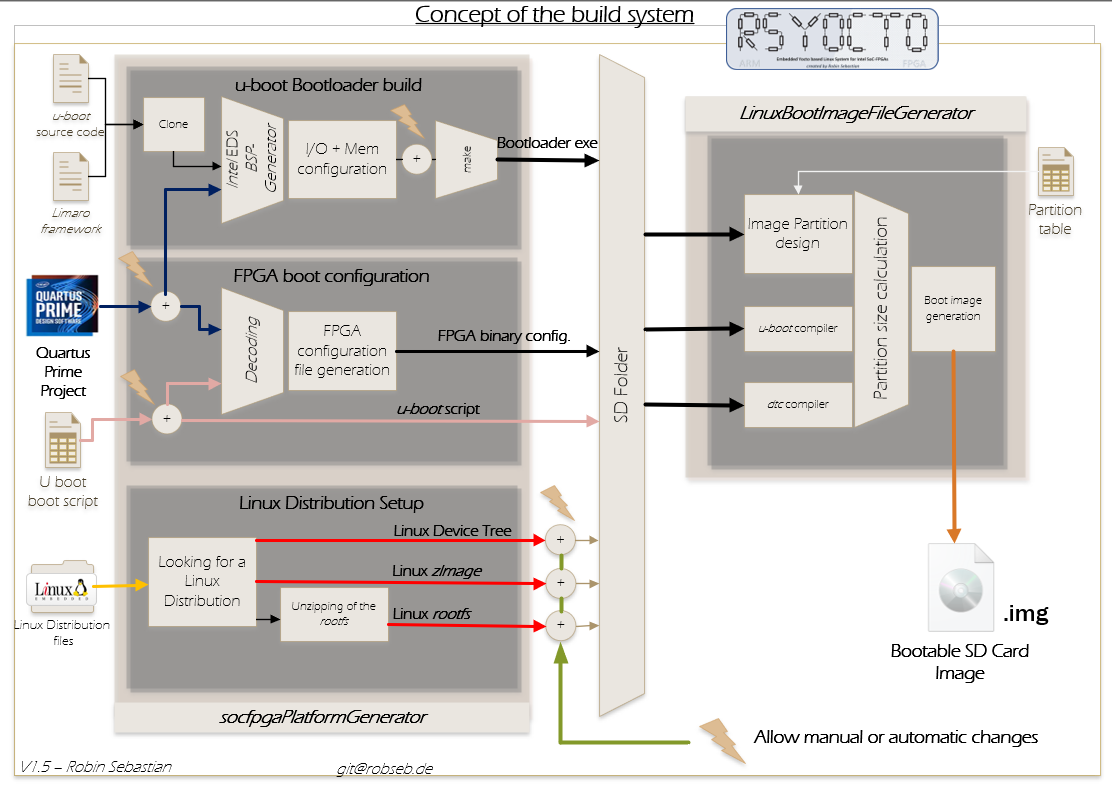 Concept of the build system
RSYOCTO
Embedded Yocto based Linux System for Intel SoC-FPGAs
created by Robin Sebastian
ARM
FPGA
u-boot
source code
Limaro
framework
QUARTUS
PRIME
DESIGN SOFTWARE
Quartus
Prime
Project
U boot
boot script
Linux
EMBEDDED
Linux Distribution
files
u-boot Bootloader build
Clone
Intel EDS
BSP-
Generator
I/O + Mem
configuration
+
make
Bootloader exe
FPGA boot configuration
+
Decoding
FPGA
configuration
file generation
FPGA binary config.
+
u-boot script
Linux Distribution Setup
Looking for a
Linux
Distribution
Unzipping of the
rootfs
Linux Device Tree
Linux zImage
Linux rootfs
+
+
+
socfpgaPlatformGenerator
SD Folder
LinuxBootImageFileGenerator
Image Partition
design
u-boot compiler
dtc compiler
Partition size calculation
Boot image
generation
Partition
table
.img
Bootable SD Card
Image
Allow manual or automatic changes
V1.5 – Robin Sebastian
git@robseb.de